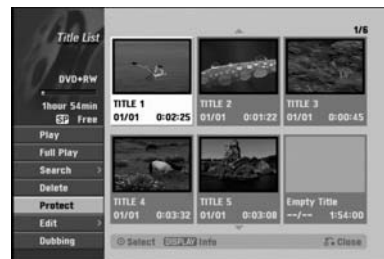 Title List
1/6
DVD+RW
1hour 54min
SP Free
Play
Full Play
Search >
Delete
Protect
Edit >
Dubbing
TITLE 1
01/01 0:02:25
TITLE 2
01/01 0:01:22
TITLE 3
01/01 0:00:45
TITLE 4
01/01 0:03:32
TITLE 5
01/01 0:03:08
Empty Title
--/-- 1:54:00
Select DISPLAY Info
Close